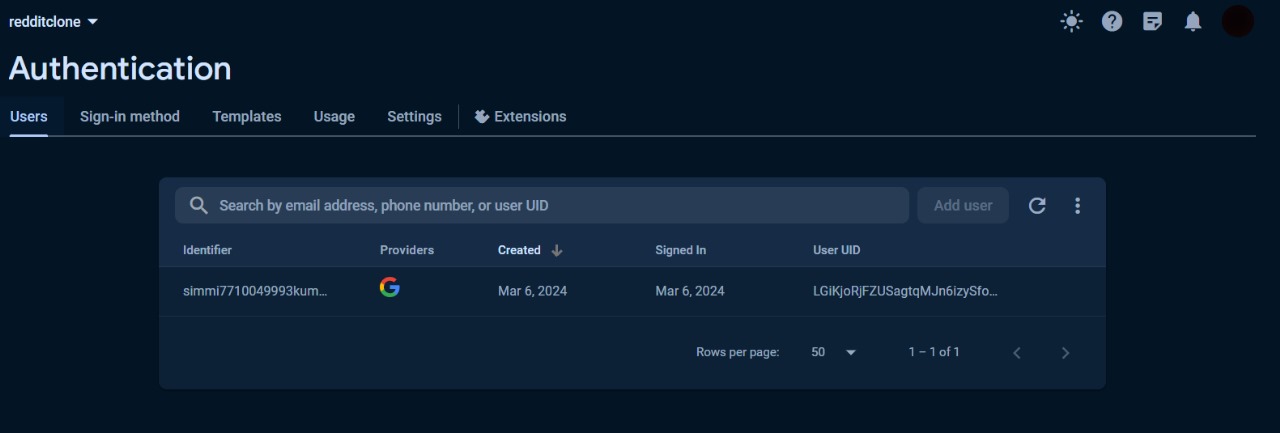 redditclone
Authentication
Users Sign-in method Templates Usage Settings Extensions
Search by email address, phone number, or user UID Add user
Identifier Providers Created Signed In User UID
simmi7710049993kum... Mar 6, 2024 Mar 6, 2024 LGiKjoRjFZUSagtqMJn6izySfo...
Rows per page: 50 1 – 1 of 1